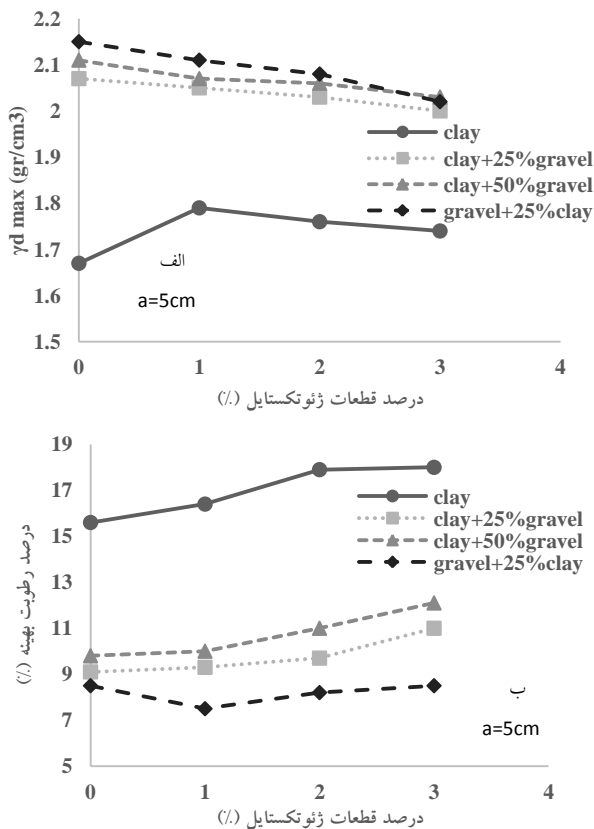 γd max (gr/cm3)
2.2
2.1
2
1.9
1.8
1.7
1.6
1.5
clay
clay+25%gravel
clay+50%gravel
gravel+25%clay
الف
a=5cm
0 1 2 3 4
درصد قطعات ژئوتکستایل (٪)
درصد رطوبت بهینه (٪)
19
17
15
13
11
9
7
5
clay
clay+25%gravel
clay+50%gravel
gravel+25%clay
ب
a=5cm
0 1 2 3 4
درصد قطعات ژئوتکستایل (٪)